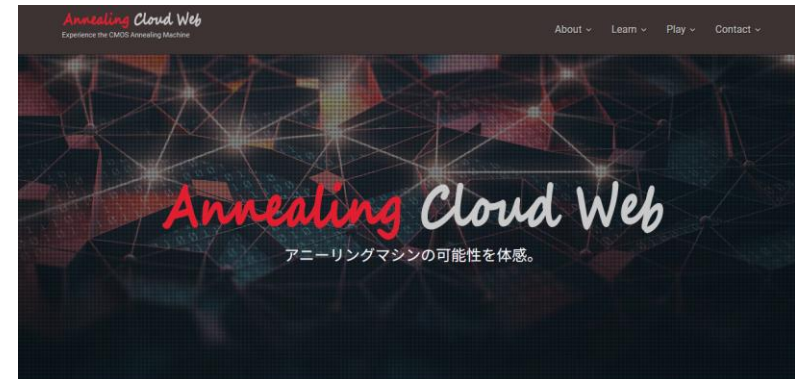 Annealing Cloud Web
Experience the CMOS Annealing Machine
About Learn Play Contact
Annealing Cloud Web
アニーリングマシンの可能性を体感。